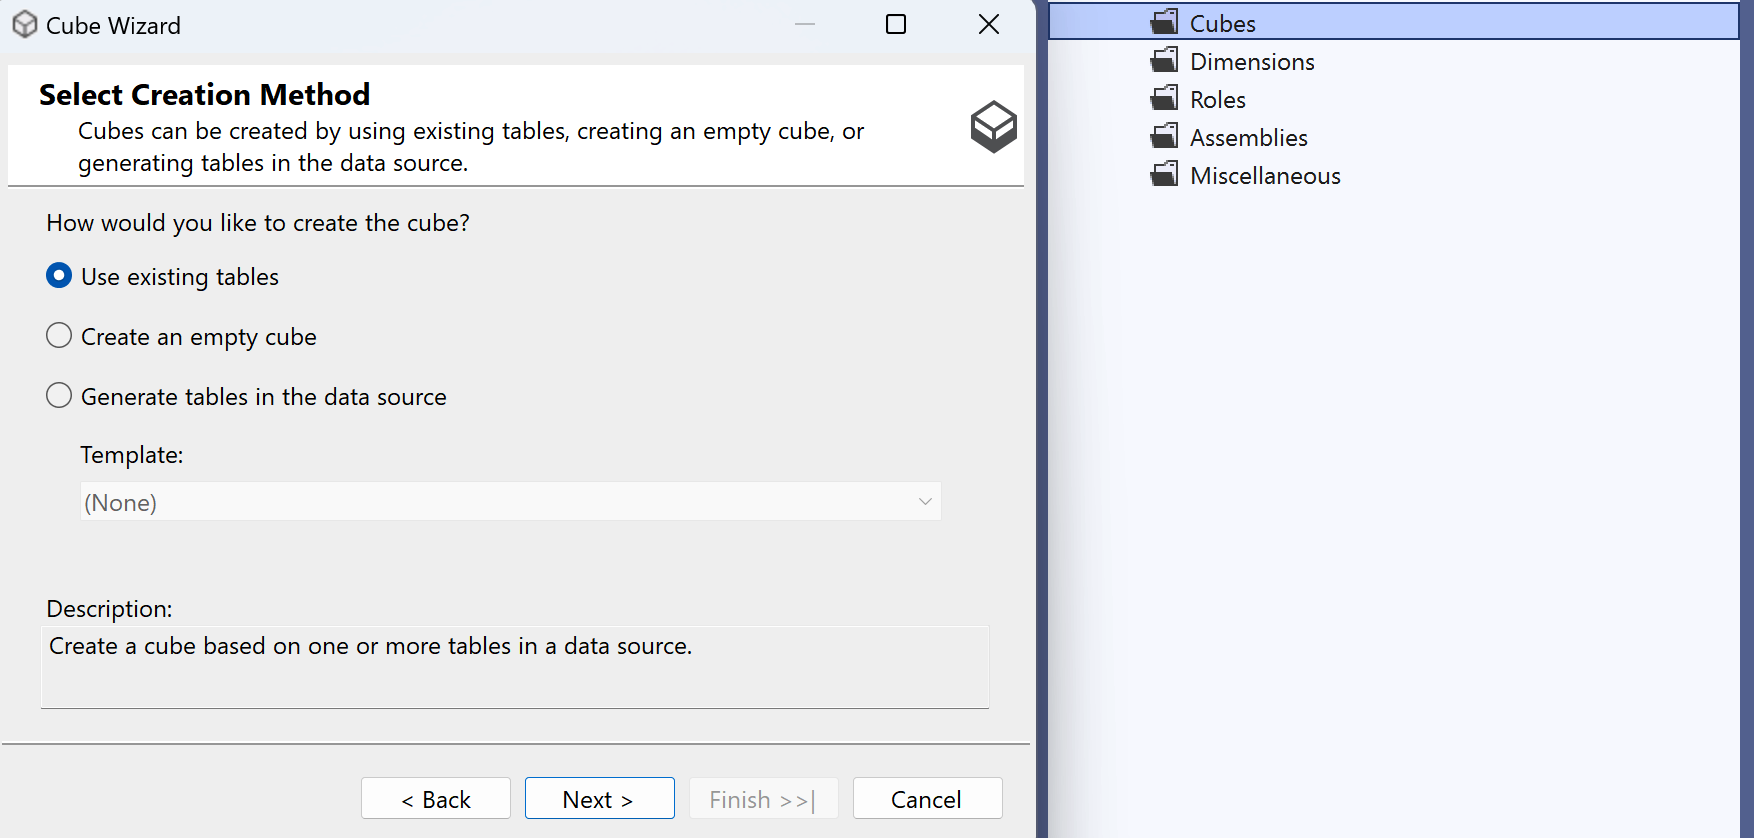 Cube Wizard
Select Creation Method
Cubes can be created by using existing tables, creating an empty cube, or
generating tables in the data source.
How would you like to create the cube?
Use existing tables
Create an empty cube
Generate tables in the data source
Template:
(None)
Description:
Create a cube based on one or more tables in a data source.
< Back
Next >
Finish >>|
Cancel
Cubes
Dimensions
Roles
Assemblies
Miscellaneous